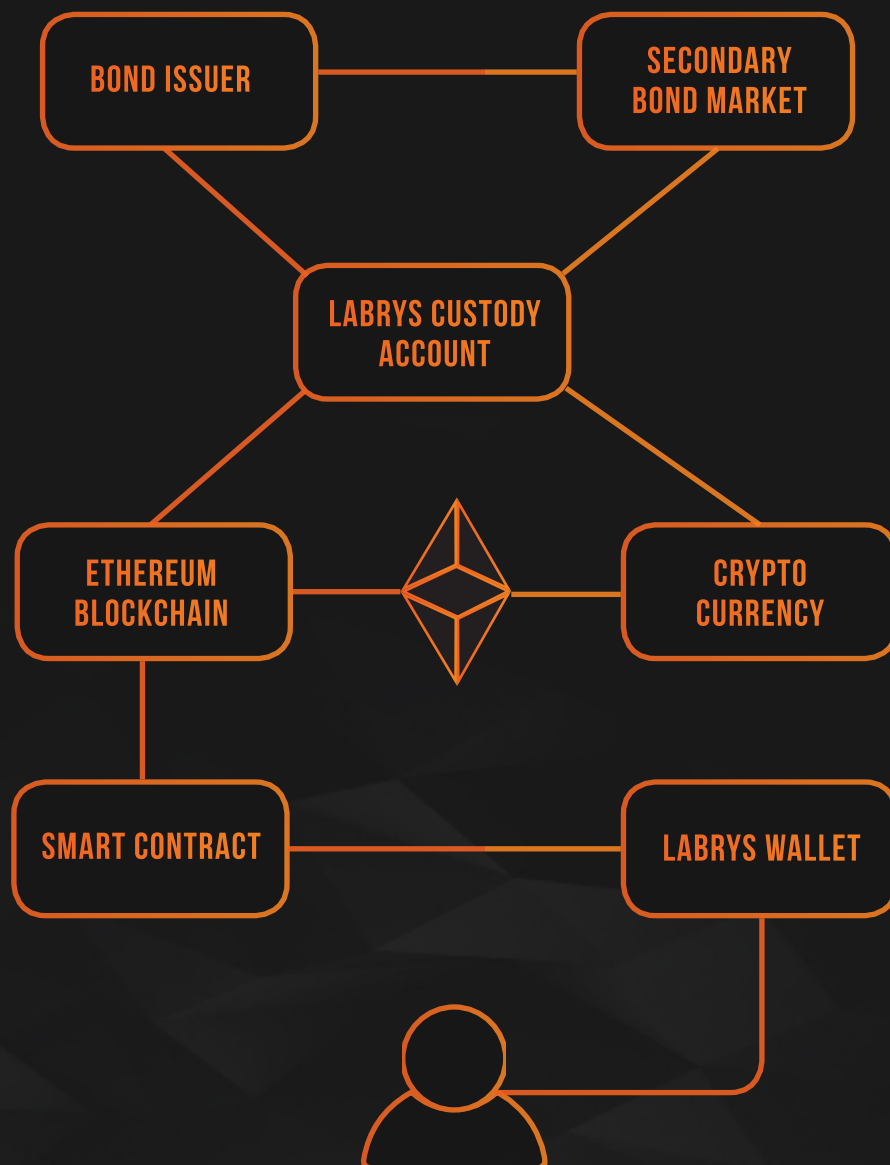 BOND ISSUER
SECONDARY
BOND MARKET
LABRYS CUSTODY
ACCOUNT
ETHEREUM
BLOCKCHAIN
CRYPTO
CURRENCY
SMART CONTRACT
LABRYS WALLET